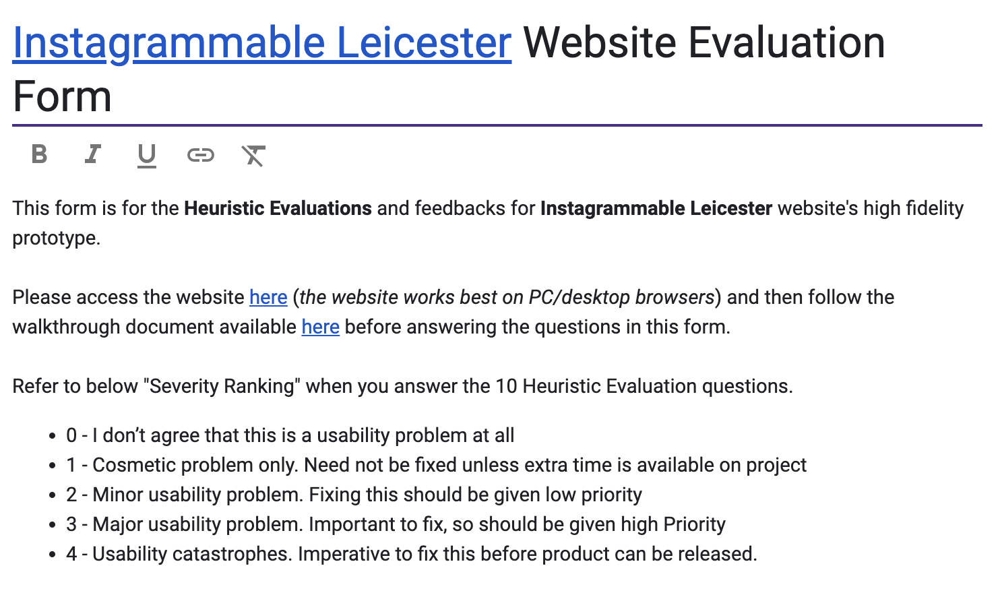 Instagrammable Leicester Website Evaluation
Form
B I U
This form is for the Heuristic Evaluations and feedbacks for Instagrammable Leicester website's high fidelity
prototype.
Please access the website here (the website works best on PC/desktop browsers) and then follow the
walkthrough document available here before answering the questions in this form.
Refer to below "Severity Ranking" when you answer the 10 Heuristic Evaluation questions.
• 0 - I don’t agree that this is a usability problem at all
• 1 - Cosmetic problem only. Need not be fixed unless extra time is available on project
• 2 - Minor usability problem. Fixing this should be given low priority
• 3 - Major usability problem. Important to fix, so should be given high Priority
• 4 - Usability catastrophes. Imperative to fix this before product can be released.